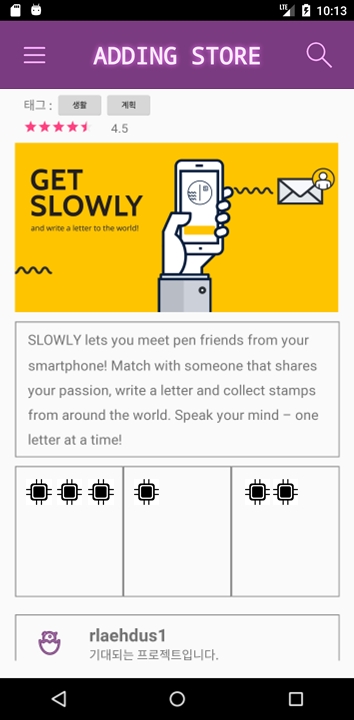 LTE 10:13
ADDING STORE
태그 : 생활 계획
4.5
GET
SLOWLY
and write a letter to the world!
SLOWLY lets you meet pen friends from your
smartphone! Match with someone that shares
your passion, write a letter and collect stamps
from around the world. Speak your mind – one
letter at a time!
rlaehdus1
기대되는 프로젝트입니다.